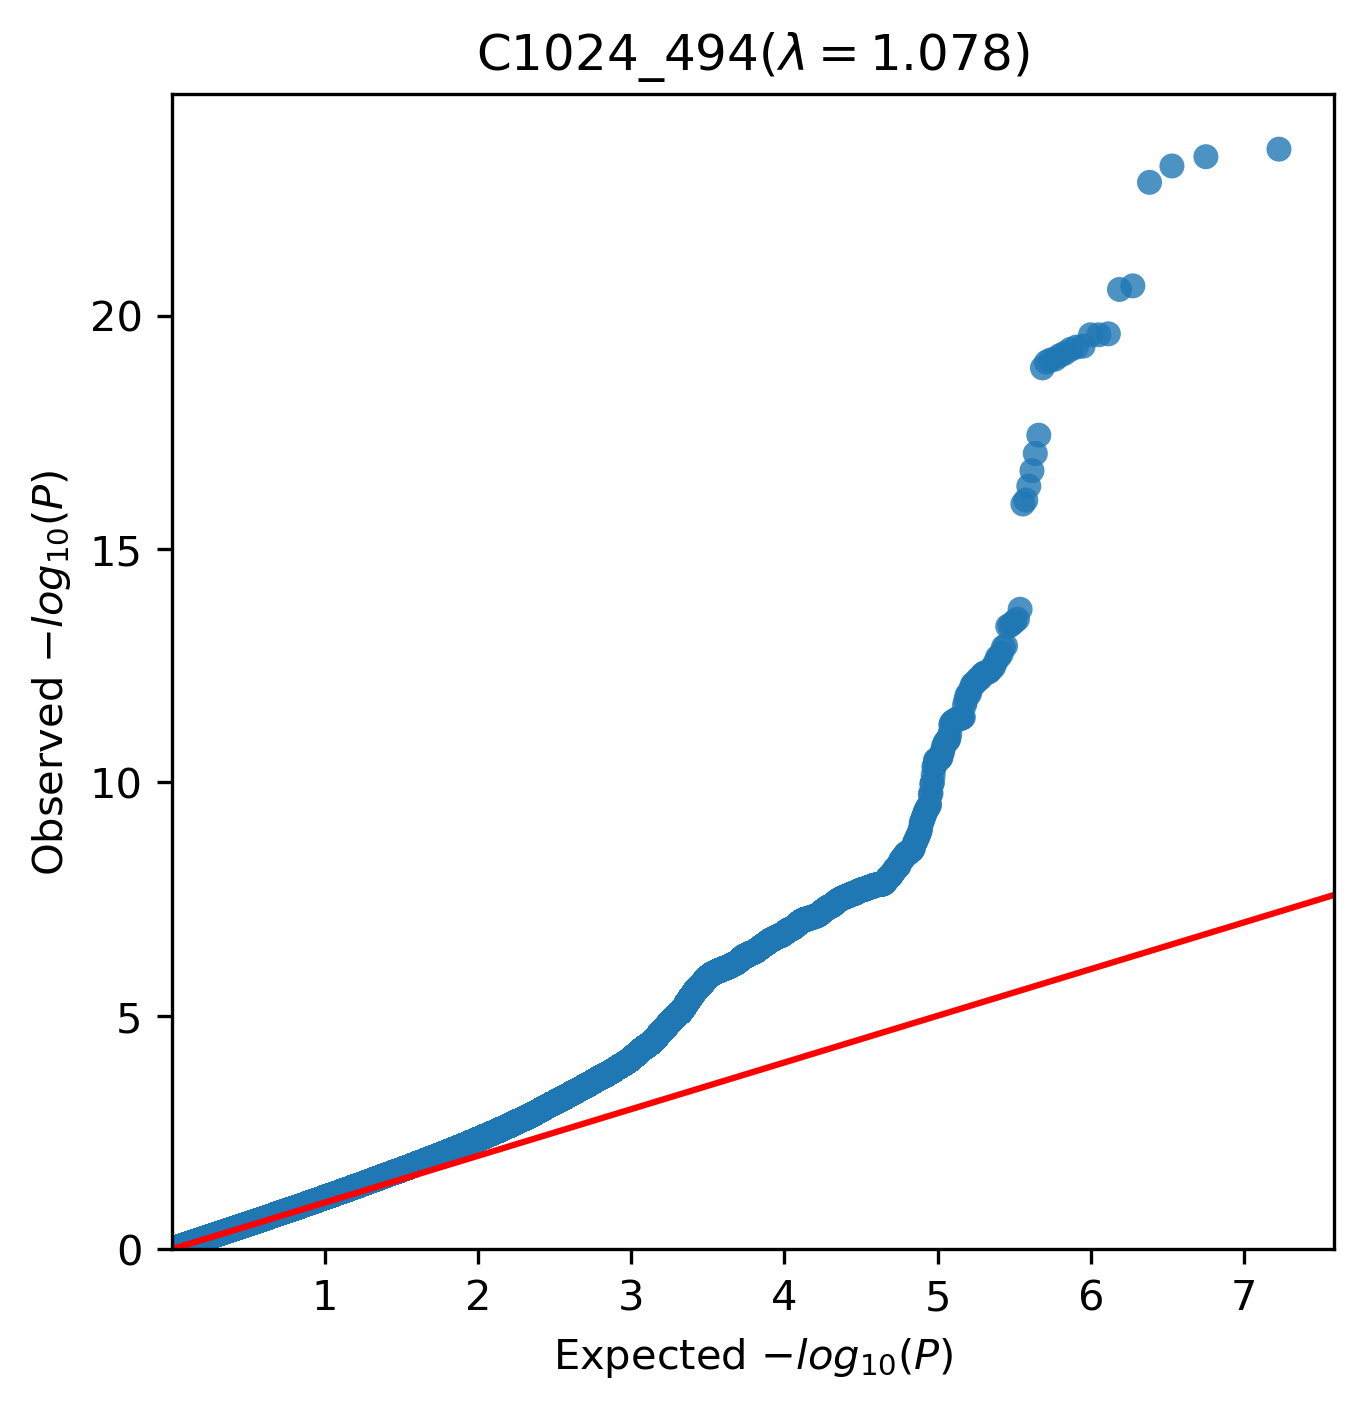 C1024_494(λ = 1.078)
Observed −log₁₀(P)
20
15
10
5
0
1 2 3 4 5 6 7
Expected −log₁₀(P)